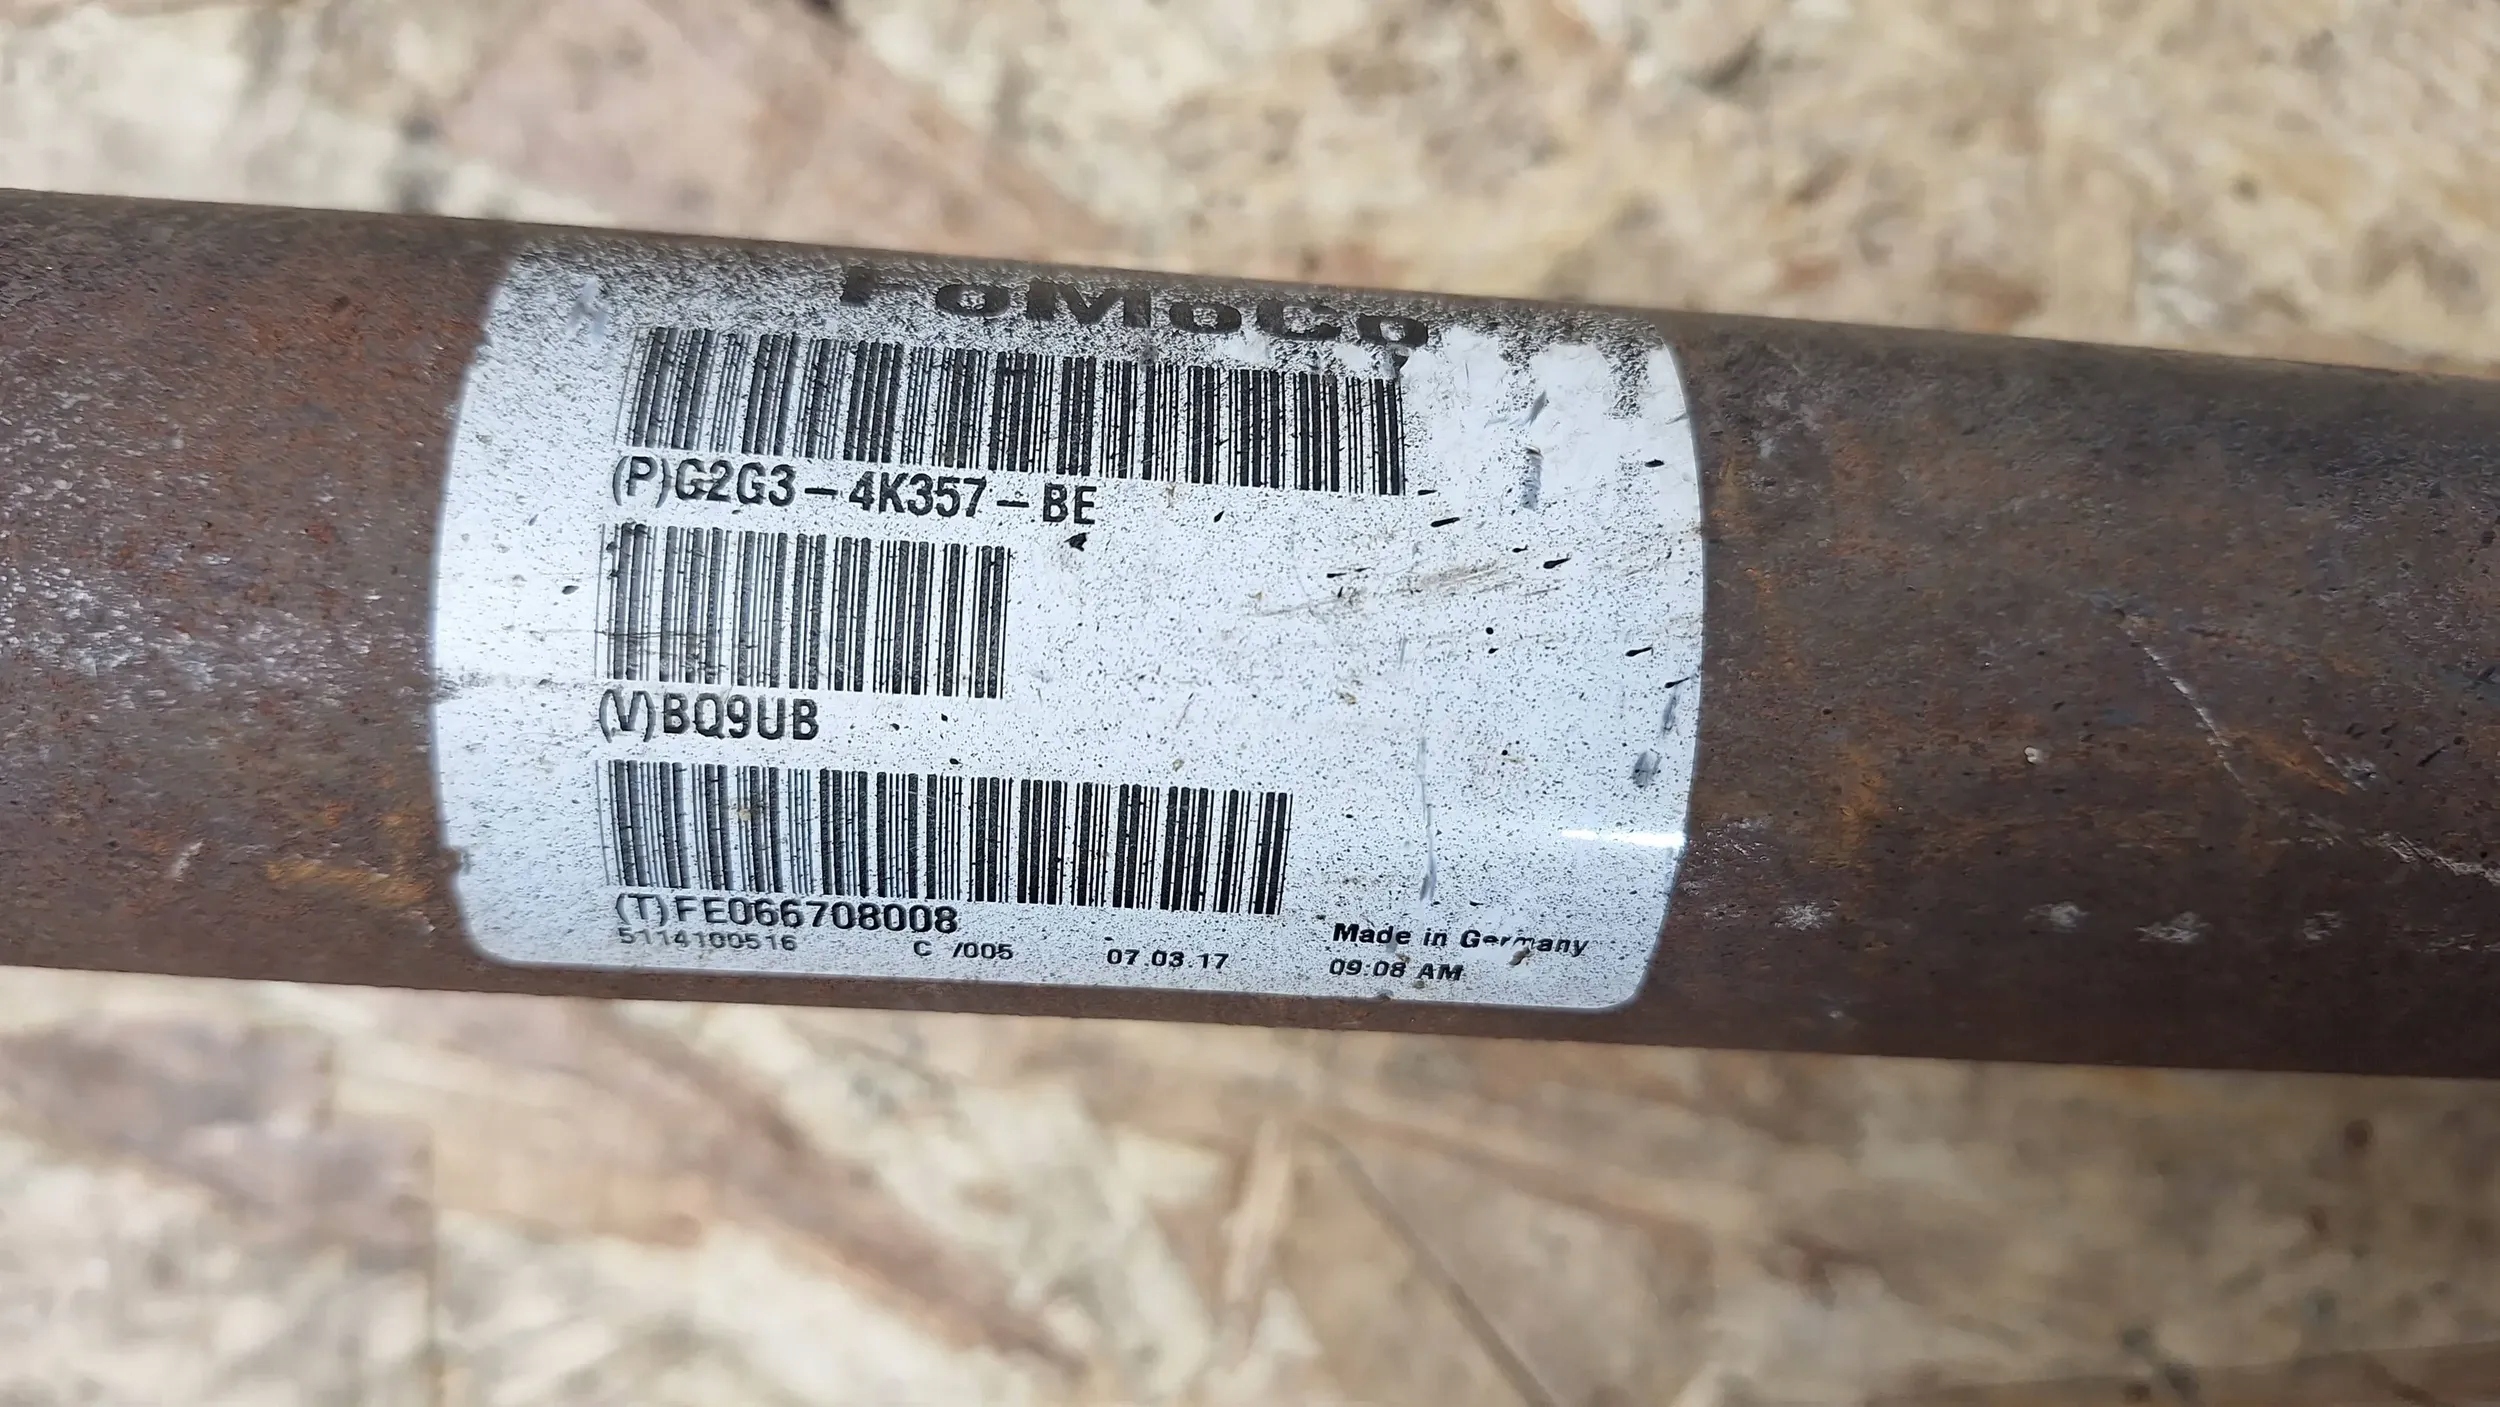 FoMoCo
(P)G2G3-4K357-BE
(V)BQ9UB
(T)FE066708008
5114100516 C /005 07.03.17 Made in Germany
09:08 AM